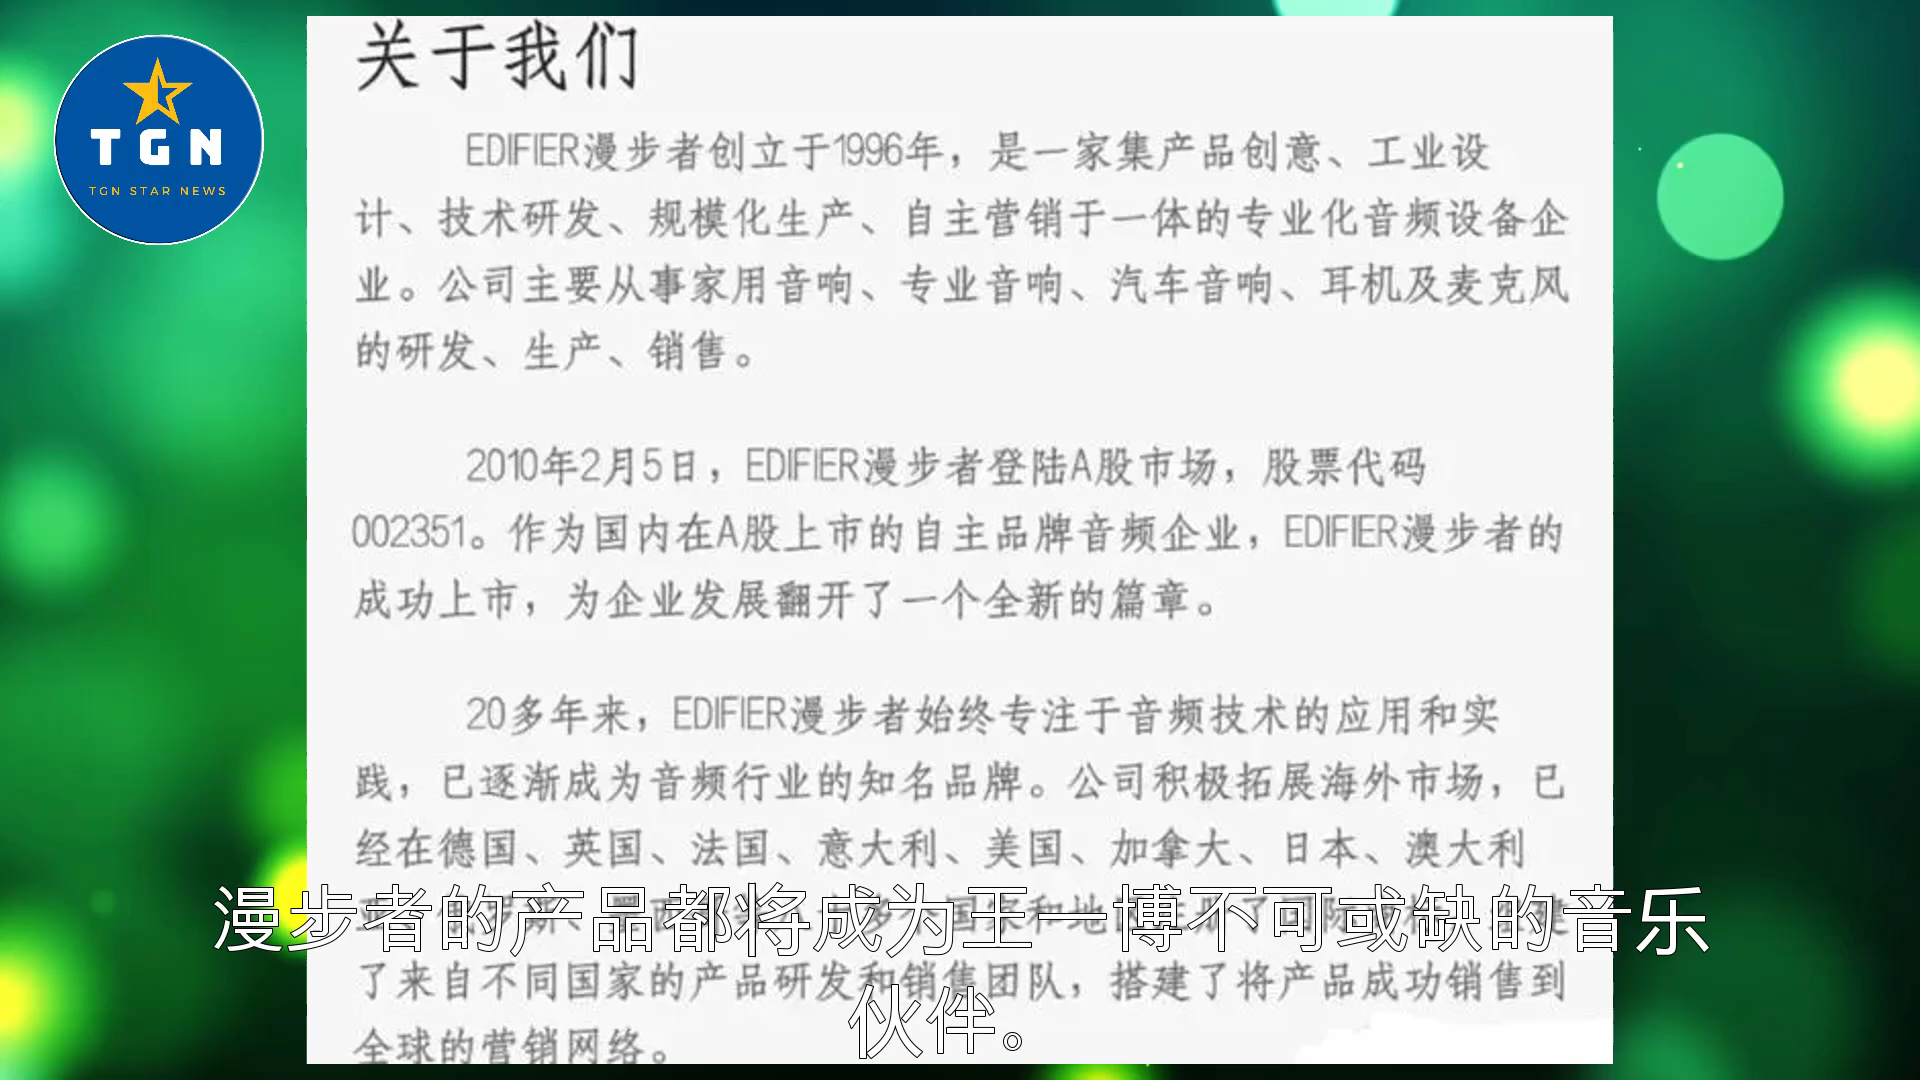 TGN
TGN STAR NEWS
关于我们
EDIFIER漫步者创立于1996年，是一家集产品创意、工业设
计、技术研发、规模化生产、自主营销于一体的专业化音频设备企
业。公司主要从事家用音响、专业音响、汽车音响、耳机及麦克风
的研发、生产、销售。
2010年2月5日，EDIFIER漫步者登陆A股市场，股票代码
002351。作为国内在A股上市的自主品牌音频企业，EDIFIER漫步者的
成功上市，为企业发展翻开了一个全新的篇章。
20多年来，EDIFIER漫步者始终专注于音频技术的应用和实
践，已逐渐成为音频行业的知名品牌。公司积极拓展海外市场，已
经在德国、英国、法国、意大利、美国、加拿大、日本、澳大利
国家和地
漫步者的产品都将成为王一博不可或缺的音乐
了来自不同国家的产品研发和销售团队，搭建了将产品成功销售到
伙伴。
全球的营销网络。